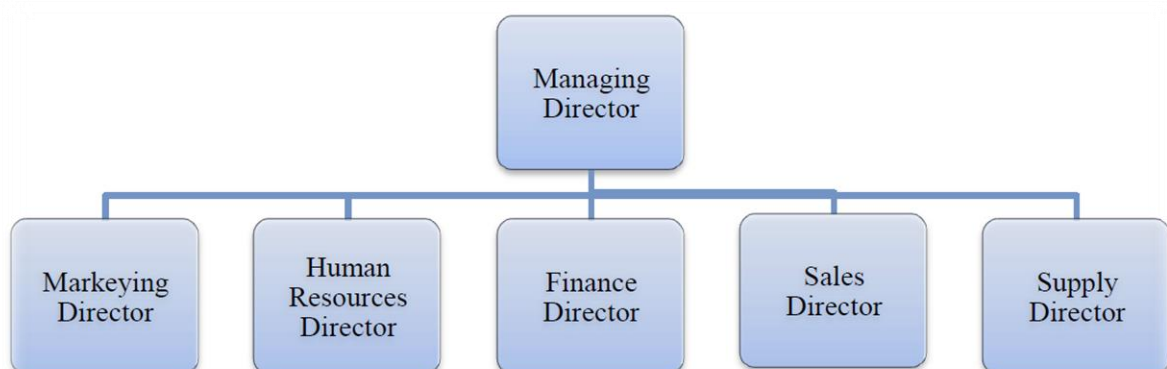 Managing
Director
Markeying
Director
Human
Resources
Director
Finance
Director
Sales
Director
Supply
Director